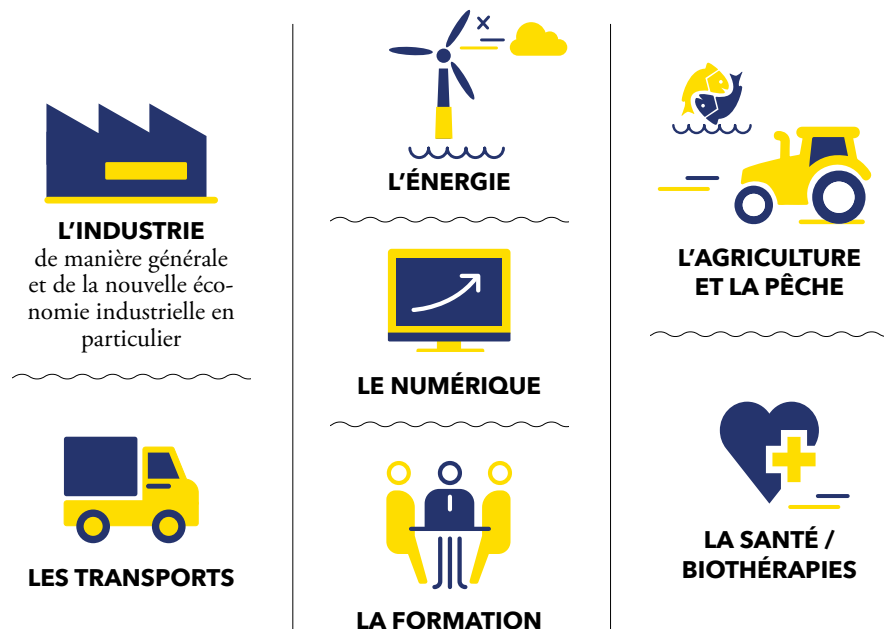 L’INDUSTRIE
de manière générale
et de la nouvelle éco-
nomie industrielle en
particulier
LES TRANSPORTS
L’ÉNERGIE
LE NUMÉRIQUE
LA FORMATION
L’AGRICULTURE
ET LA PÊCHE
LA SANTÉ /
BIOTHÉRAPIES